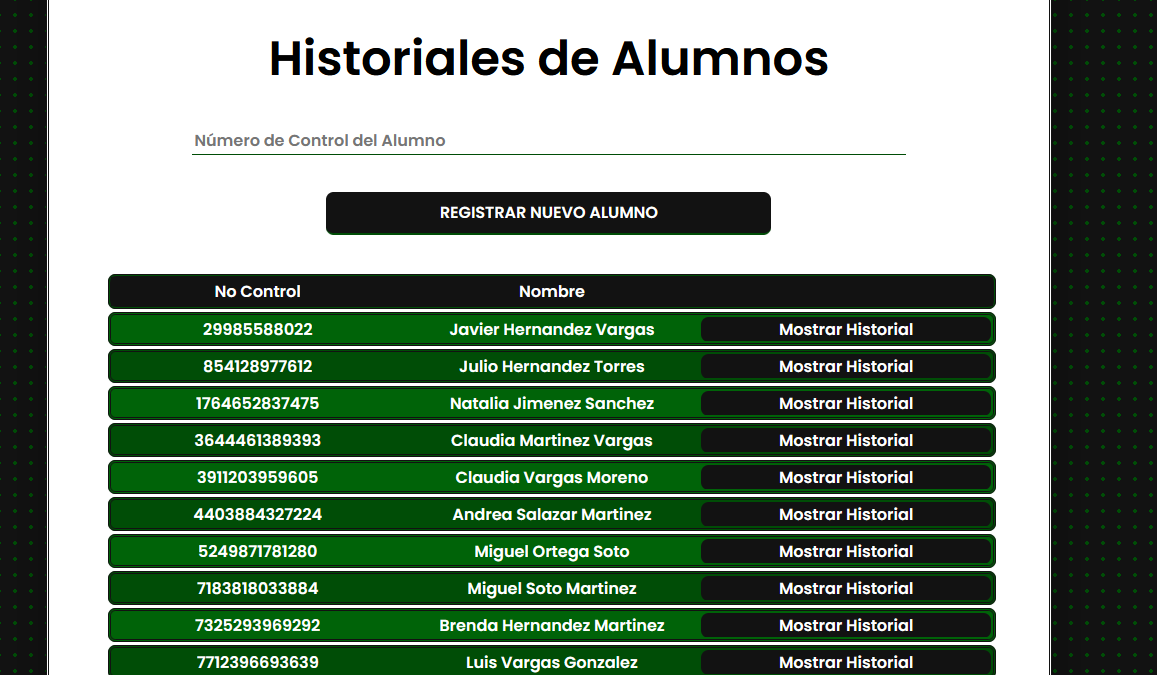 Historiales de Alumnos
Número de Control del Alumno
REGISTRAR NUEVO ALUMNO
No Control Nombre
29985588022 Javier Hernandez Vargas Mostrar Historial
854128977612 Julio Hernandez Torres Mostrar Historial
1764652837475 Natalia Jimenez Sanchez Mostrar Historial
3644461389393 Claudia Martinez Vargas Mostrar Historial
3911203959605 Claudia Vargas Moreno Mostrar Historial
4403884327224 Andrea Salazar Martinez Mostrar Historial
5249871781280 Miguel Ortega Soto Mostrar Historial
7183818033884 Miguel Soto Martinez Mostrar Historial
7325293969292 Brenda Hernandez Martinez Mostrar Historial
7712396693639 Luis Vargas Gonzalez Mostrar Historial